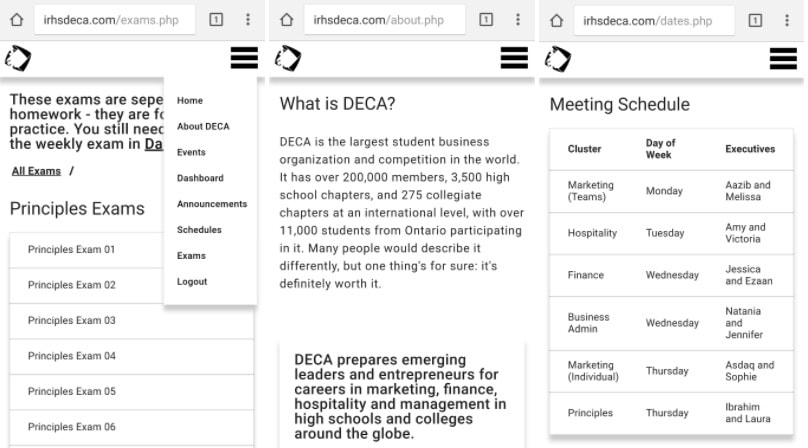 irhsdeca.com/exams.php
1
These exams are sepe
homework - they are fo
practice. You still need
the weekly exam in Da
All Exams /
Principles Exams
Principles Exam 01
Principles Exam 02
Principles Exam 03
Principles Exam 04
Principles Exam 05
Principles Exam 06
Home
About DECA
Events
Dashboard
Announcements
Schedules
Exams
Logout
irhsdeca.com/about.php
1
What is DECA?
DECA is the largest student business
organization and competition in the world.
It has over 200,000 members, 3,500 high
school chapters, and 275 collegiate
chapters at an international level, with over
11,000 students from Ontario participating
in it. Many people would describe it
differently, but one thing's for sure: it's
definitely worth it.
DECA prepares emerging
leaders and entrepreneurs for
careers in marketing, finance,
hospitality and management in
high schools and colleges
around the globe.
irhsdeca.com/dates.php
1
Meeting Schedule
Cluster Day of Week Executives
Marketing (Teams) Monday Aazib and Melissa
Hospitality Tuesday Amy and Victoria
Finance Wednesday Jessica and Ezaan
Business Admin Wednesday Natania and Jennifer
Marketing (Individual) Thursday Asdaq and Sophie
Principles Thursday Ibrahim and Laura